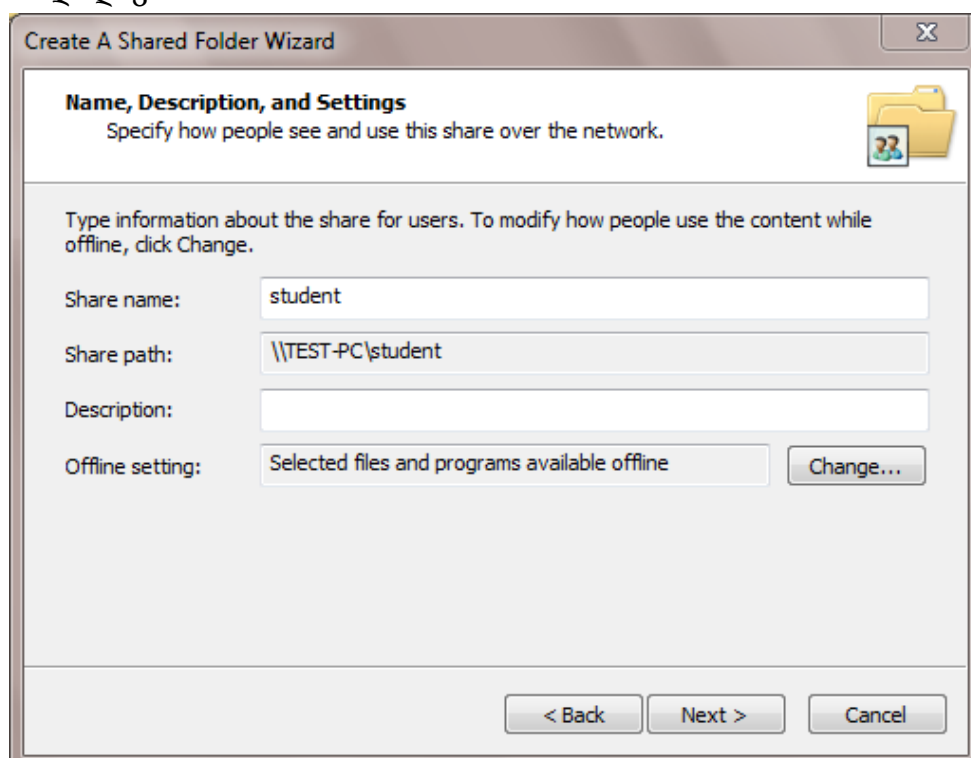 Create A Shared Folder Wizard
Name, Description, and Settings
Specify how people see and use this share over the network.
Type information about the share for users. To modify how people use the content while
offline, click Change.
Share name: student
Share path: \\TEST-PC\student
Description:
Offline setting: Selected files and programs available offline Change...
< Back Next > Cancel